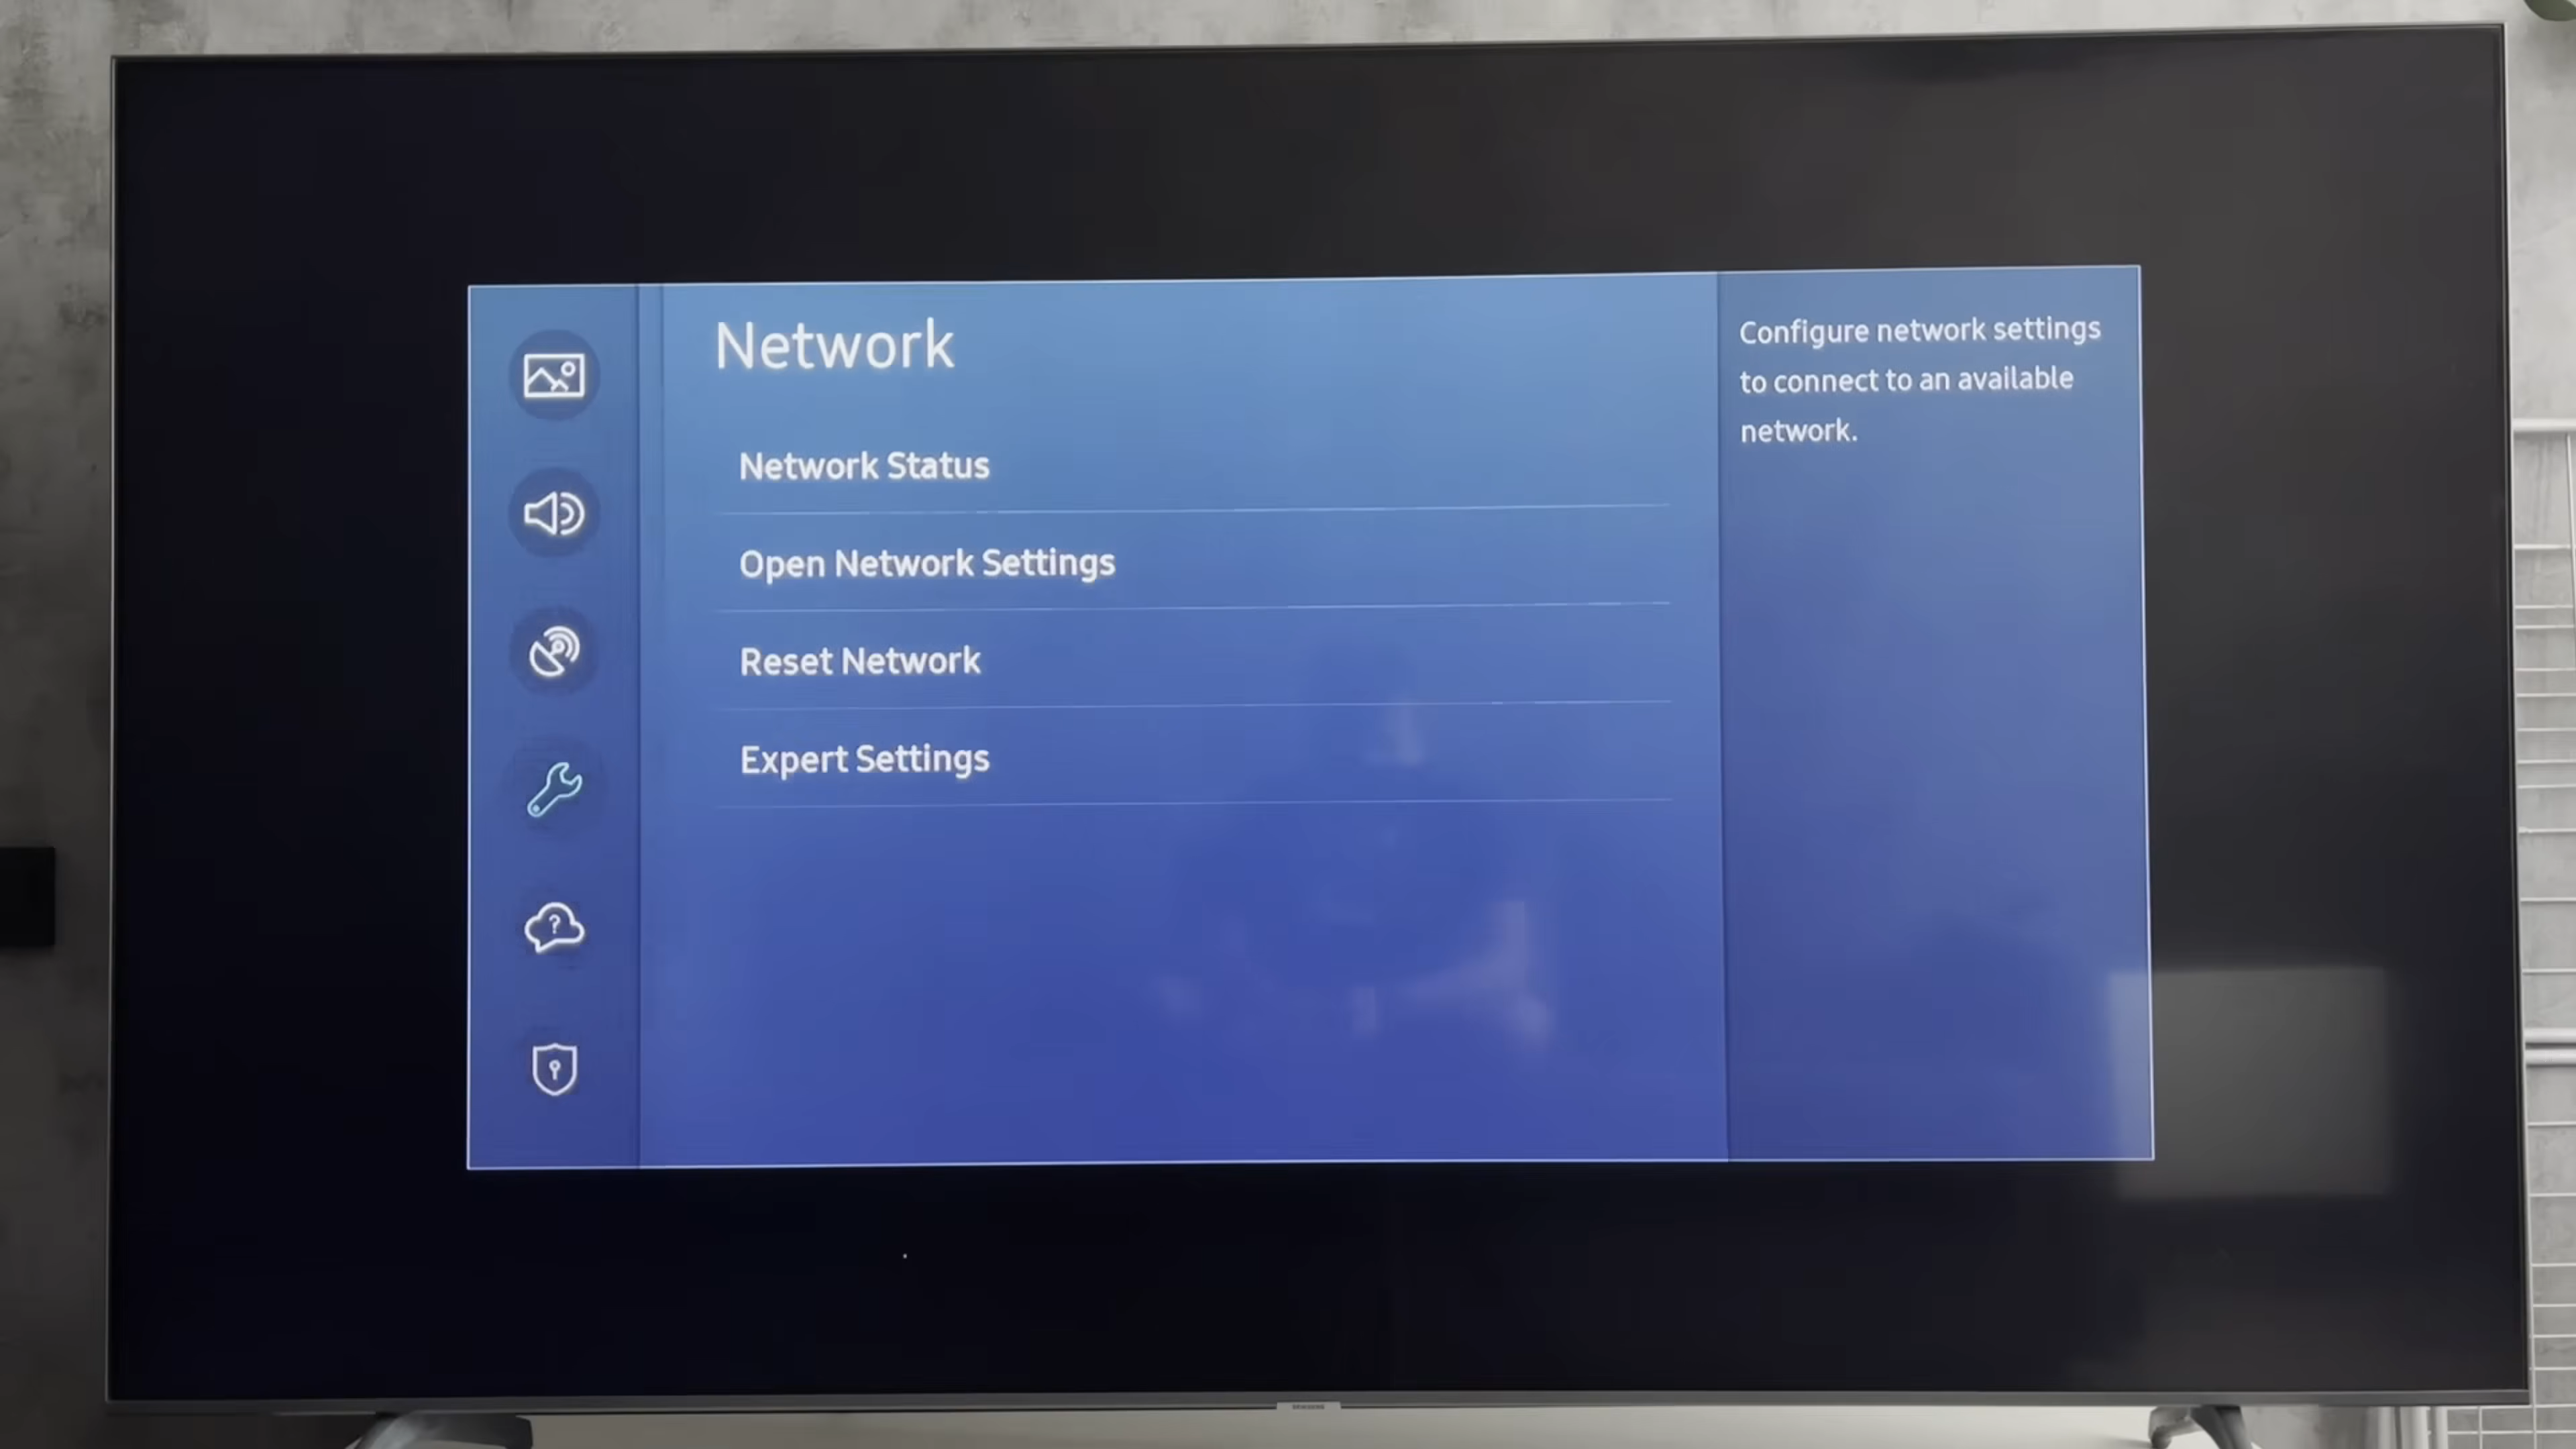 Network
Network Status
Open Network Settings
Reset Network
Expert Settings
Configure network settings
to connect to an available
network.
?